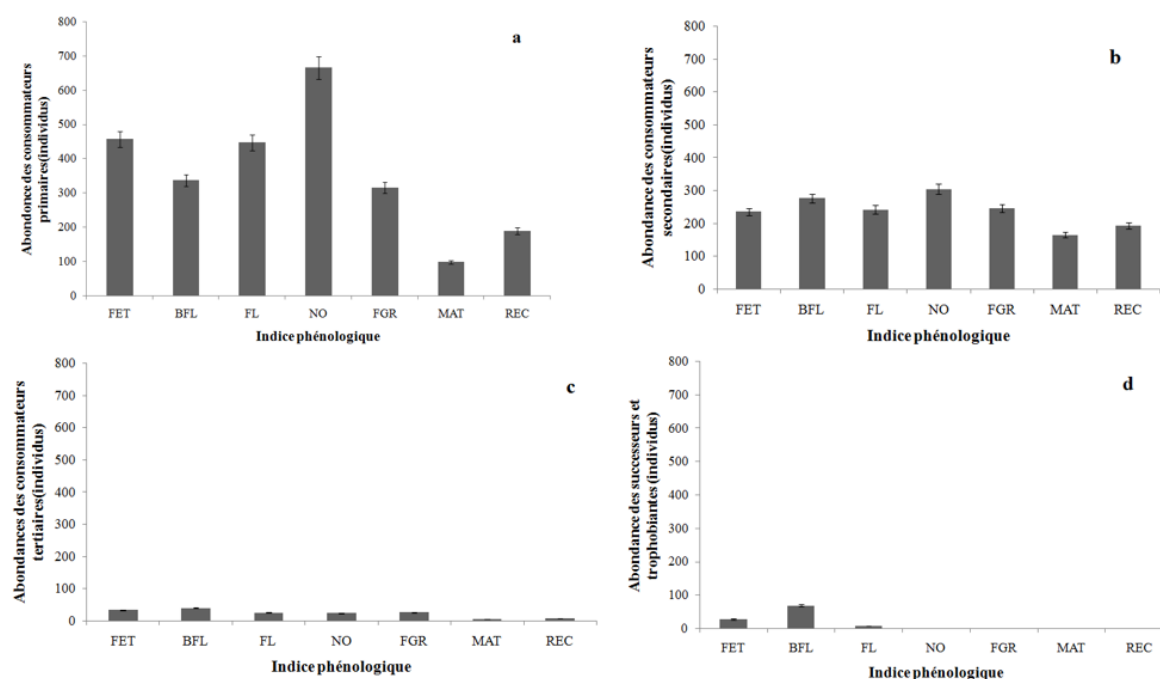 a
Abondonce des consommateurs
primaires(individus)
800
700
600
500
400
300
200
100
0
FET BFL FL NO FGR MAT REC
Indice phénologique
b
Abondance des consommateurs
secondaires(individus)
800
700
600
500
400
300
200
100
0
FET BFL FL NO FGR MAT REC
Indice phénologique
c
Abondances des consommateurs
tertiaires(individus)
800
700
600
500
400
300
200
100
0
FET BFL FL NO FGR MAT REC
Indice phénologique
d
Abondance des successeurs et
trophobiantes (individus)
800
700
600
500
400
300
200
100
0
FET BFL FL NO FGR MAT REC
Indice phénologique